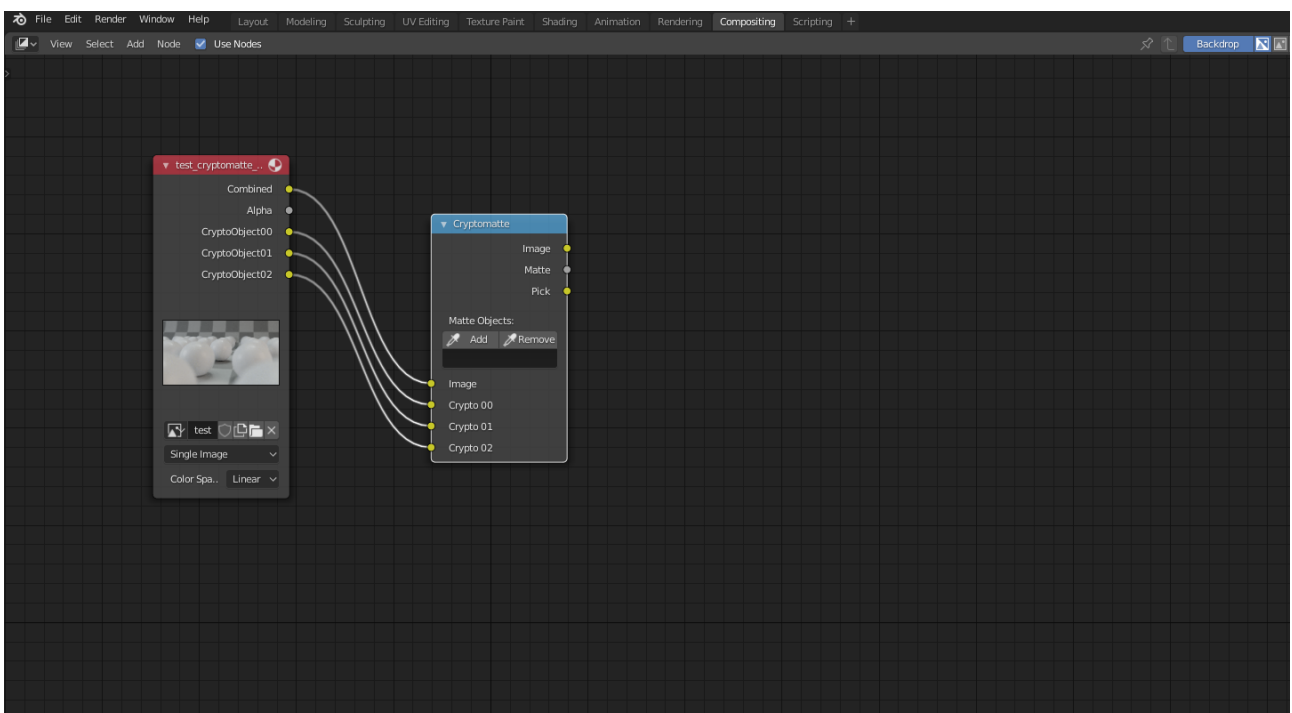 File Edit Render Window Help Layout Modeling Sculpting UV Editing Texture Paint Shading Animation Rendering Compositing Scripting +
View Select Add Node Use Nodes Backdrop
test_cryptomatte_..
Combined
Alpha
CryptoObject00
CryptoObject01
CryptoObject02
test
Single Image
Color Spa.. Linear
Cryptomatte
Image
Matte
Pick
Matte Objects:
Add Remove
Image
Crypto 00
Crypto 01
Crypto 02